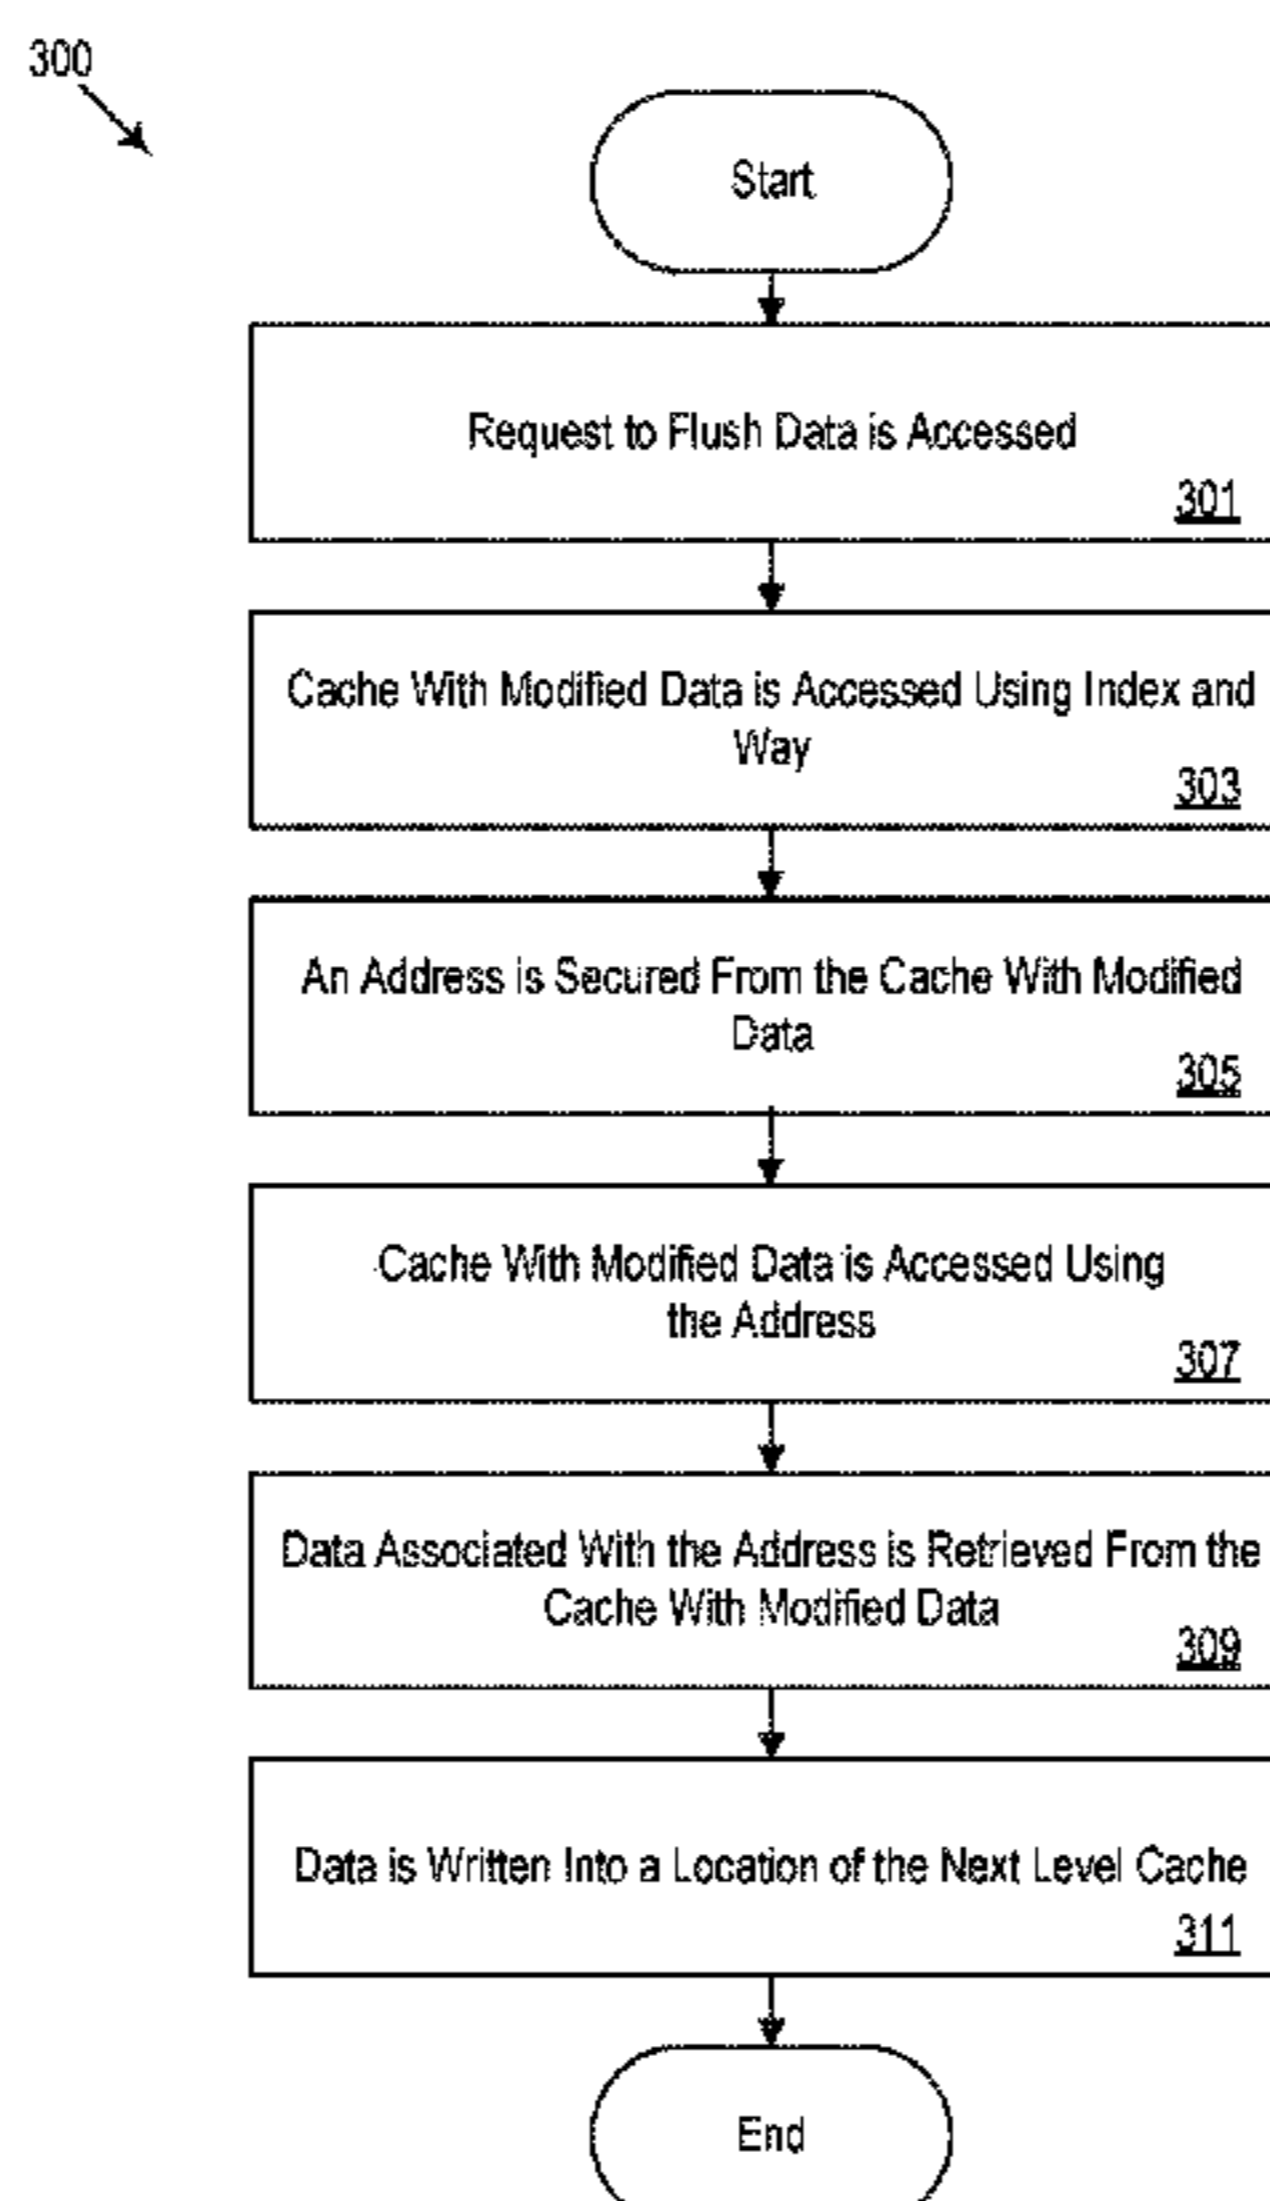 300
Start
Request to Flush Data is Accessed
301
Cache With Modified Data is Accessed Using Index and
Way
303
An Address is Secured From the Cache With Modified
Data
305
Cache With Modified Data is Accessed Using
the Address
307
Data Associated With the Address is Retrieved From the
Cache With Modified Data
309
Data is Written Into a Location of the Next Level Cache
311
End